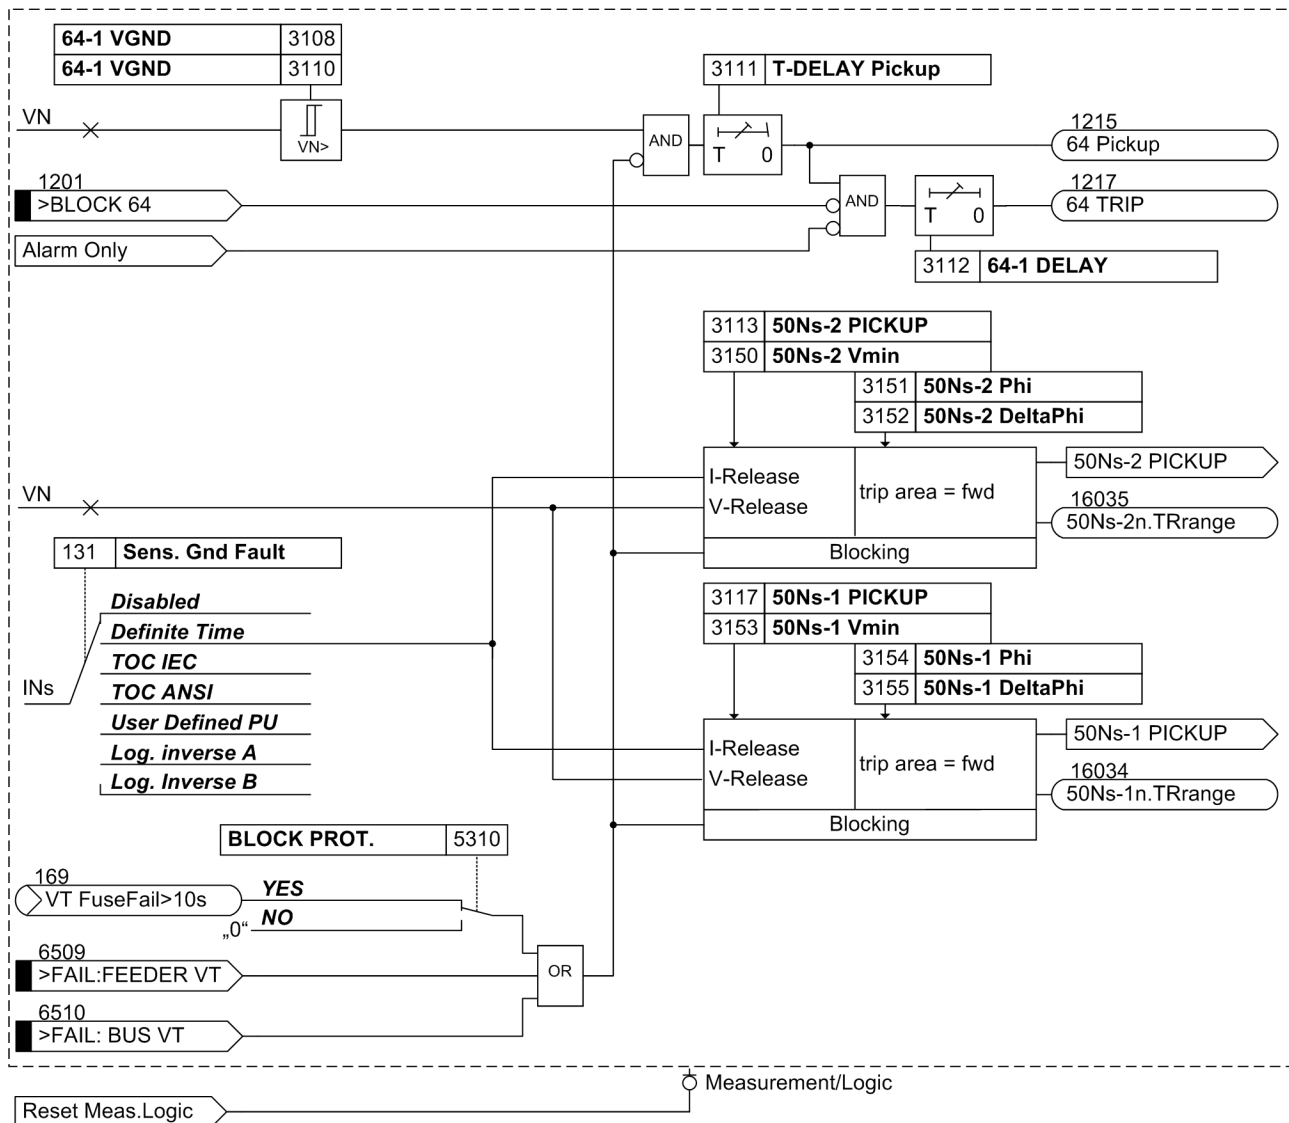 64-1 VGND 3108
64-1 VGND 3110
3111 T-DELAY Pickup
VN
VN>
AND
T 0
1215
64 Pickup
1201
>BLOCK 64
AND
T 0
1217
64 TRIP
Alarm Only
3112 64-1 DELAY
3113 50Ns-2 PICKUP
3150 50Ns-2 Vmin
3151 50Ns-2 Phi
3152 50Ns-2 DeltaPhi
I-Release
V-Release
trip area = fwd
Blocking
50Ns-2 PICKUP
16035
50Ns-2n.TRrange
VN
131 Sens. Gnd Fault
Disabled
Definite Time
TOC IEC
TOC ANSI
User Defined PU
Log. inverse A
Log. Inverse B
INs
3117 50Ns-1 PICKUP
3153 50Ns-1 Vmin
3154 50Ns-1 Phi
3155 50Ns-1 DeltaPhi
I-Release
V-Release
trip area = fwd
Blocking
50Ns-1 PICKUP
16034
50Ns-1n.TRrange
BLOCK PROT. 5310
169
VT FuseFail>10s
YES
„0“ NO
6509
>FAIL:FEEDER VT
OR
6510
>FAIL: BUS VT
Measurement/Logic
Reset Meas.Logic